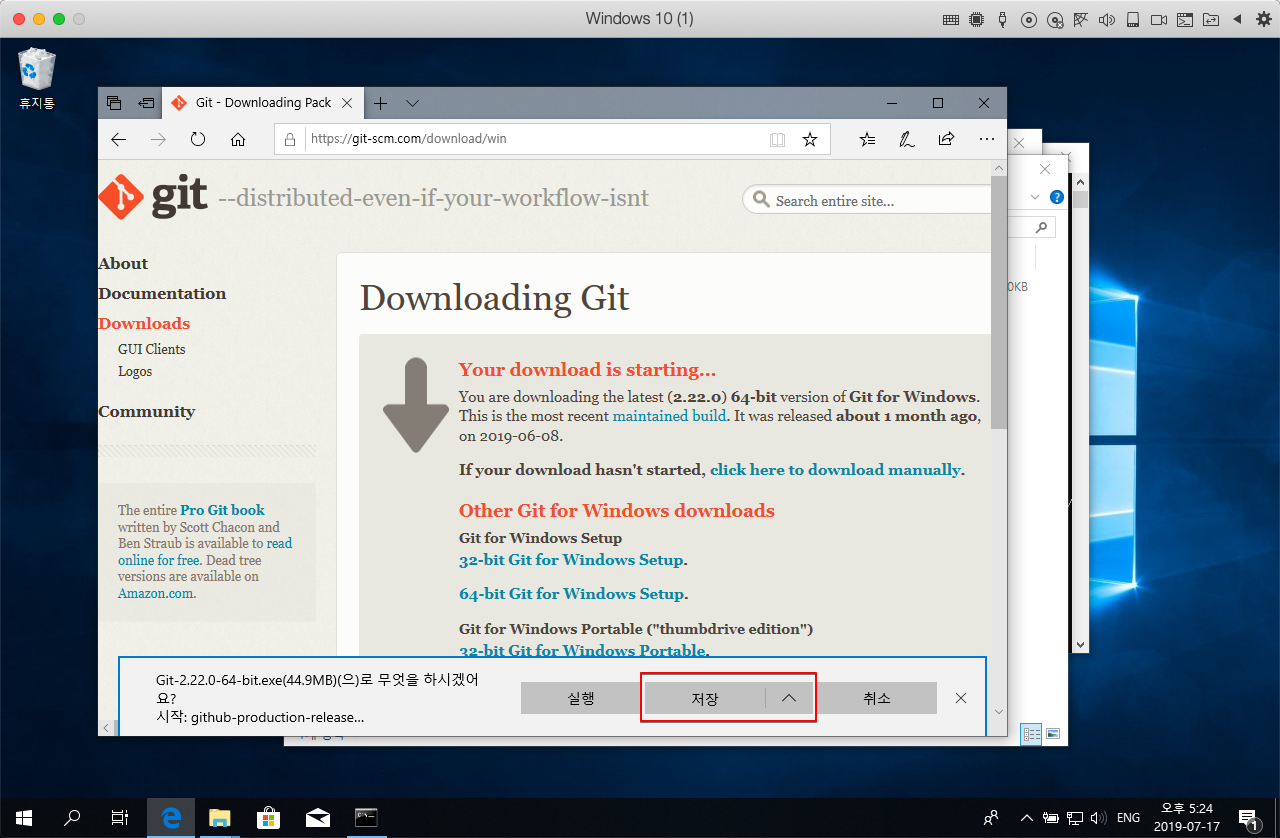 Windows 10 (1)
휴지통
Git - Downloading Pack
https://git-scm.com/download/win
git --distributed-even-if-your-workflow-isnt
Search entire site...
About
Documentation
Downloads
GUI Clients
Logos
Community
The entire Pro Git book
written by Scott Chacon and
Ben Straub is available to read
online for free. Dead tree
versions are available on
Amazon.com.
Downloading Git
Your download is starting...
You are downloading the latest (2.22.0) 64-bit version of Git for Windows.
This is the most recent maintained build. It was released about 1 month ago,
on 2019-06-08.
If your download hasn't started, click here to download manually.
Other Git for Windows downloads
Git for Windows Setup
32-bit Git for Windows Setup.
64-bit Git for Windows Setup.
Git for Windows Portable ("thumbdrive edition")
32-bit Git for Windows Portable.
0KB
Git-2.22.0-64-bit.exe(44.9MB)(으)로 무엇을 하시겠어
요?
시작: github-production-release...
실행
저장
취소
ENG
오후 5:24
2019-07-17
1